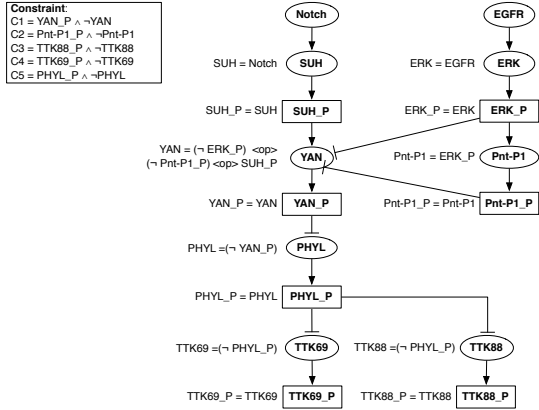 Constraint:
C1 = YAN_P ∧ ¬YAN
C2 = Pnt-P1_P ∧ ¬Pnt-P1
C3 = TTK88_P ∧ ¬TTK88
C4 = TTK69_P ∧ ¬TTK69
C5 = PHYL_P ∧ ¬PHYL
Notch
EGFR
SUH = Notch
SUH
ERK = EGFR
ERK
SUH_P = SUH
SUH_P
ERK_P = ERK
ERK_P
YAN = (¬ ERK_P) <op>
(¬ Pnt-P1_P) <op> SUH_P
YAN
Pnt-P1 = ERK_P
Pnt-P1
YAN_P = YAN
YAN_P
Pnt-P1_P = Pnt-P1
Pnt-P1_P
PHYL =(¬ YAN_P)
PHYL
PHYL_P = PHYL
PHYL_P
TTK69 =(¬ PHYL_P)
TTK69
TTK88 =(¬ PHYL_P)
TTK88
TTK69_P = TTK69
TTK69_P
TTK88_P = TTK88
TTK88_P